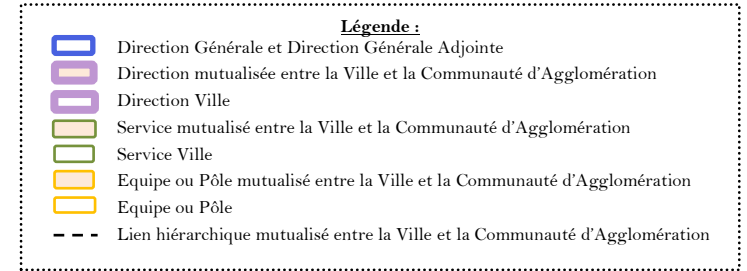 Légende :
Direction Générale et Direction Générale Adjointe
Direction mutualisée entre la Ville et la Communauté d'Agglomération
Direction Ville
Service mutualisé entre la Ville et la Communauté d'Agglomération
Service Ville
Equipe ou Pôle mutualisé entre la Ville et la Communauté d'Agglomération
Equipe ou Pôle
Lien hiérarchique mutualisé entre la Ville et la Communauté d'Agglomération